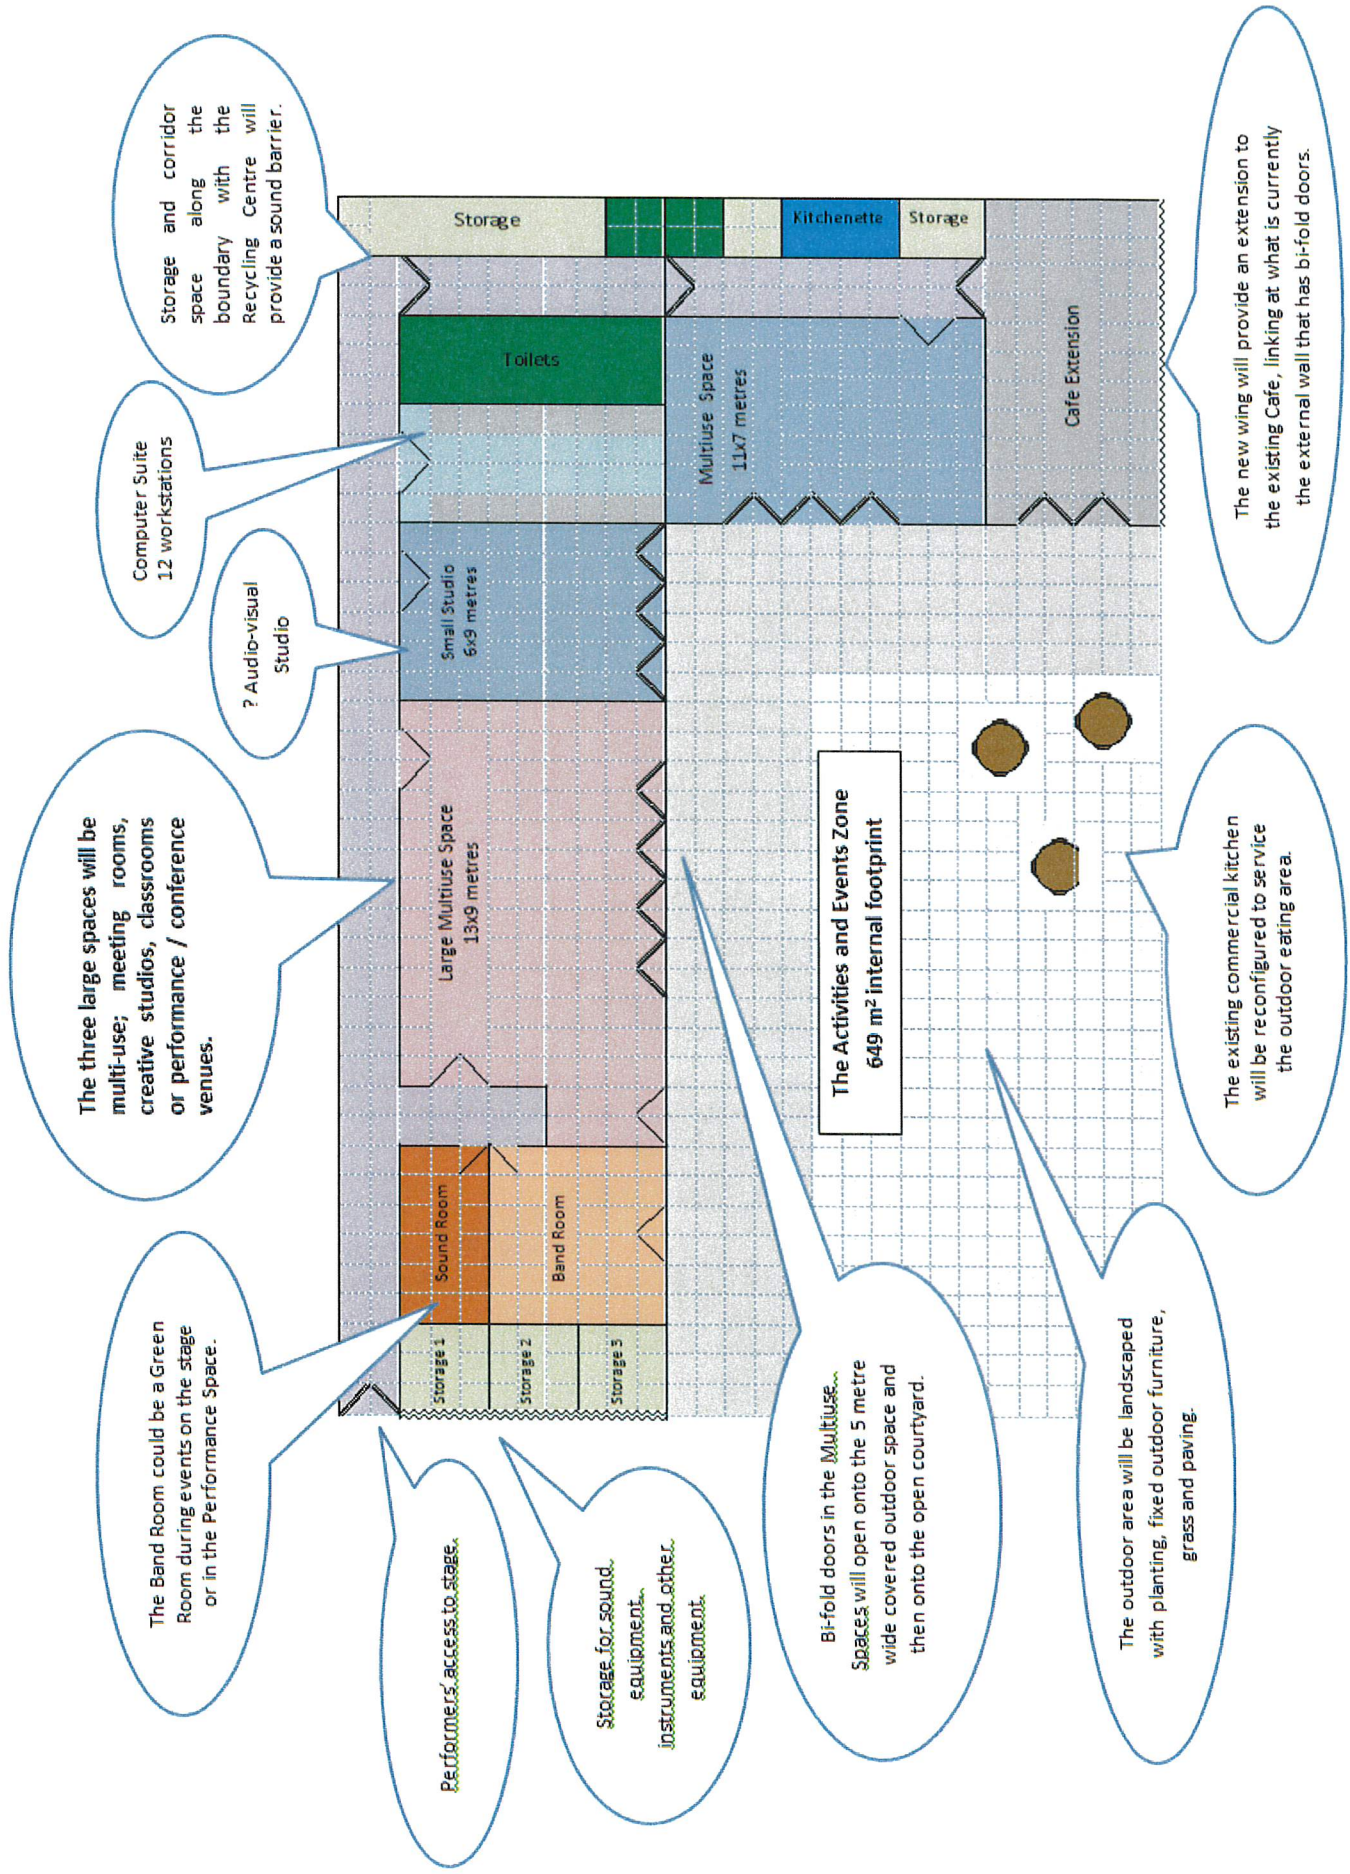 Storage and corridor
space along the
boundary with the
Recycling Centre will
provide a sound barrier.
Computer Suite
12 workstations
? Audio-visual
Studio
The three large spaces will be
multi-use; meeting rooms,
creative studios, classrooms
or performance / conference
venues.
The Band Room could be a Green
Room during events on the stage
or in the Performance Space.
Performers' access to stage
Storage for sound
equipment
instruments and other
equipment
Bi-fold doors in the Multiuse
Spaces will open onto the 5 metre
wide covered outdoor space and
then onto the open courtyard.
The outdoor area will be landscaped
with planting, fixed outdoor furniture,
grass and paving.
The existing commercial kitchen
will be reconfigured to service
the outdoor eating area.
The new wing will provide an extension to
the existing Cafe, linking at what is currently
the external wall that has bi-fold doors.
Storage
Kitchenette
Storage
Toilets
Multiuse Space
11x7 metres
Cafe Extension
Small Studio
6x9 metres
Large Multiuse Space
13x9 metres
Sound Room
Band Room
Storage 1
Storage 2
Storage 3
The Activities and Events Zone
649 m² internal footprint